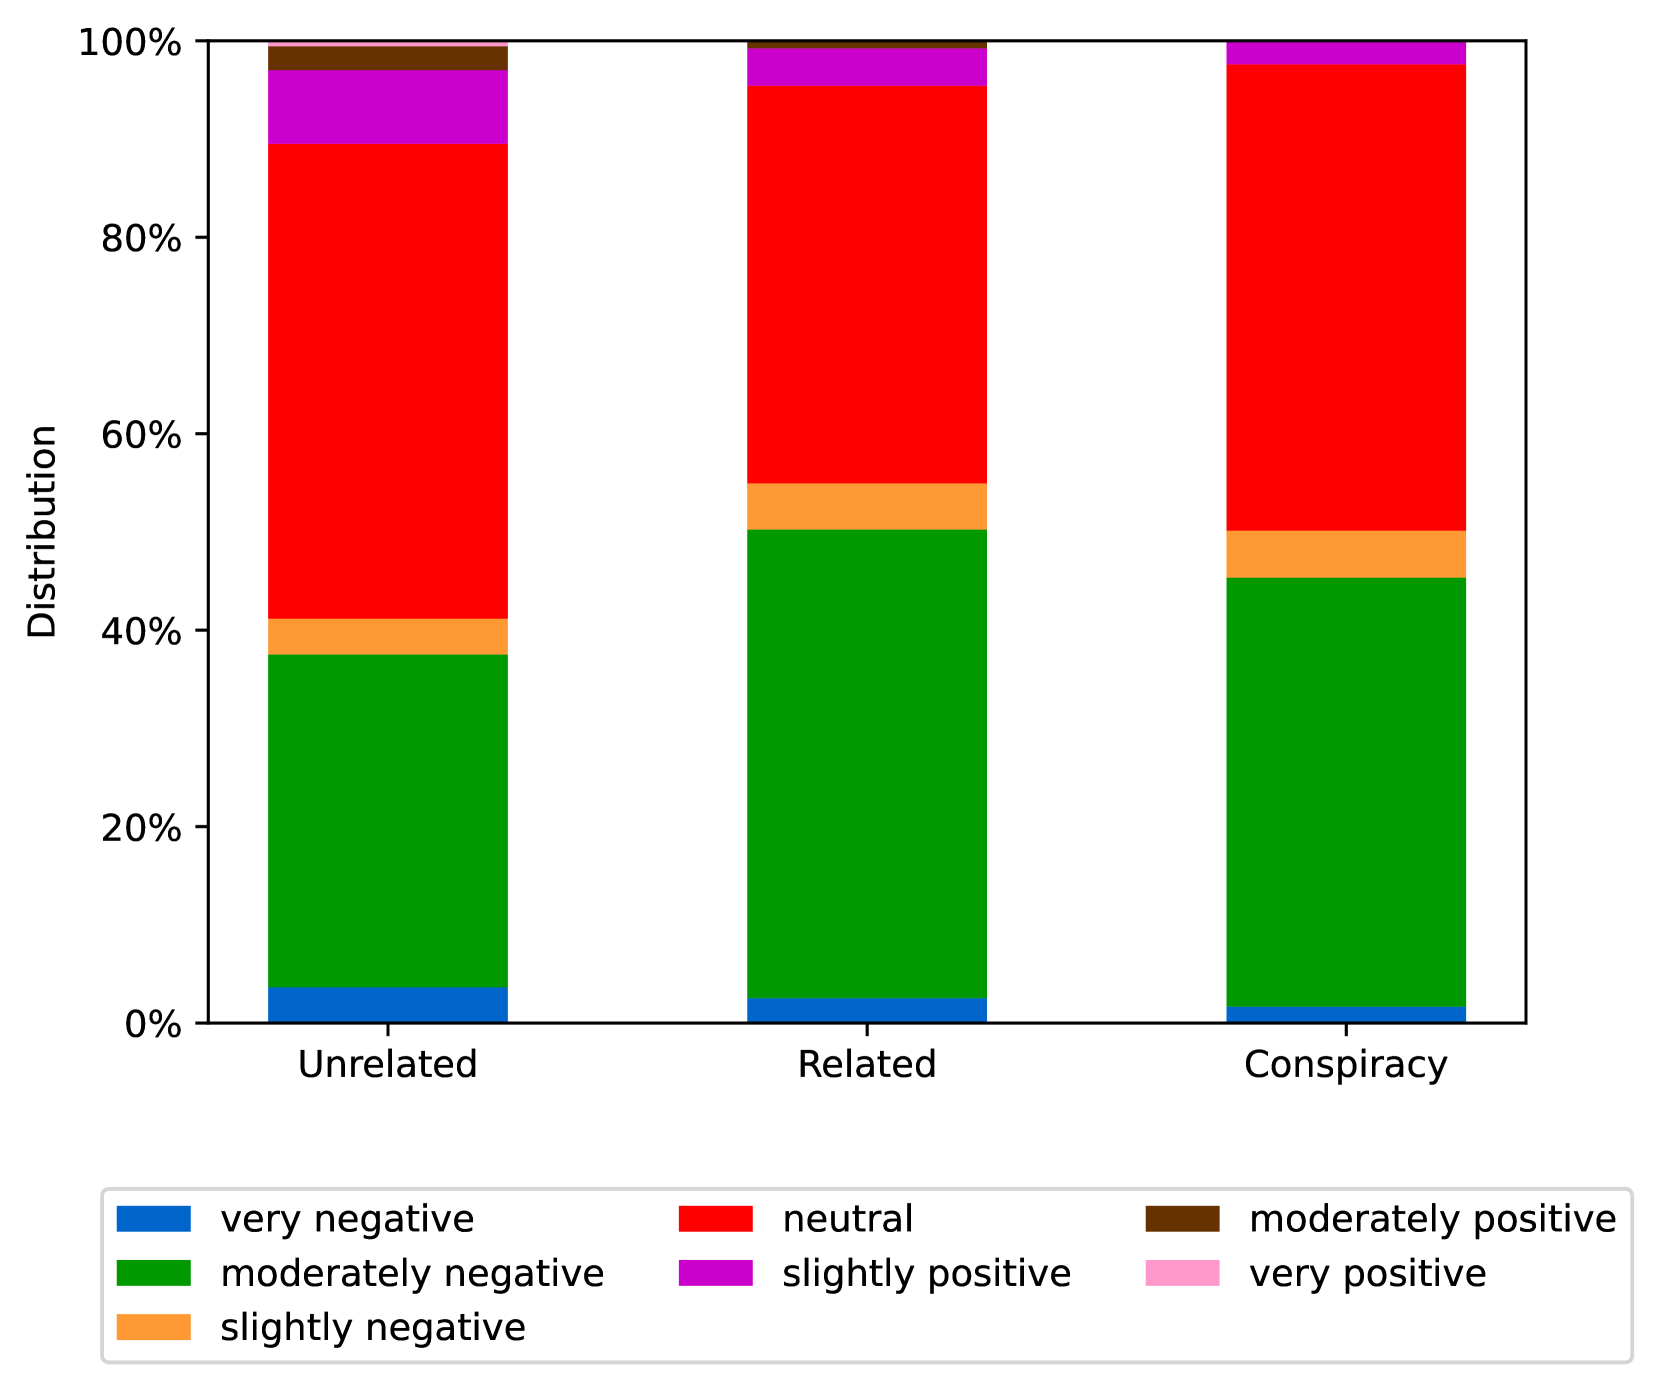 100%
80%
60%
40%
20%
0%
Distribution
Unrelated
Related
Conspiracy
very negative
moderately negative
slightly negative
neutral
slightly positive
moderately positive
very positive